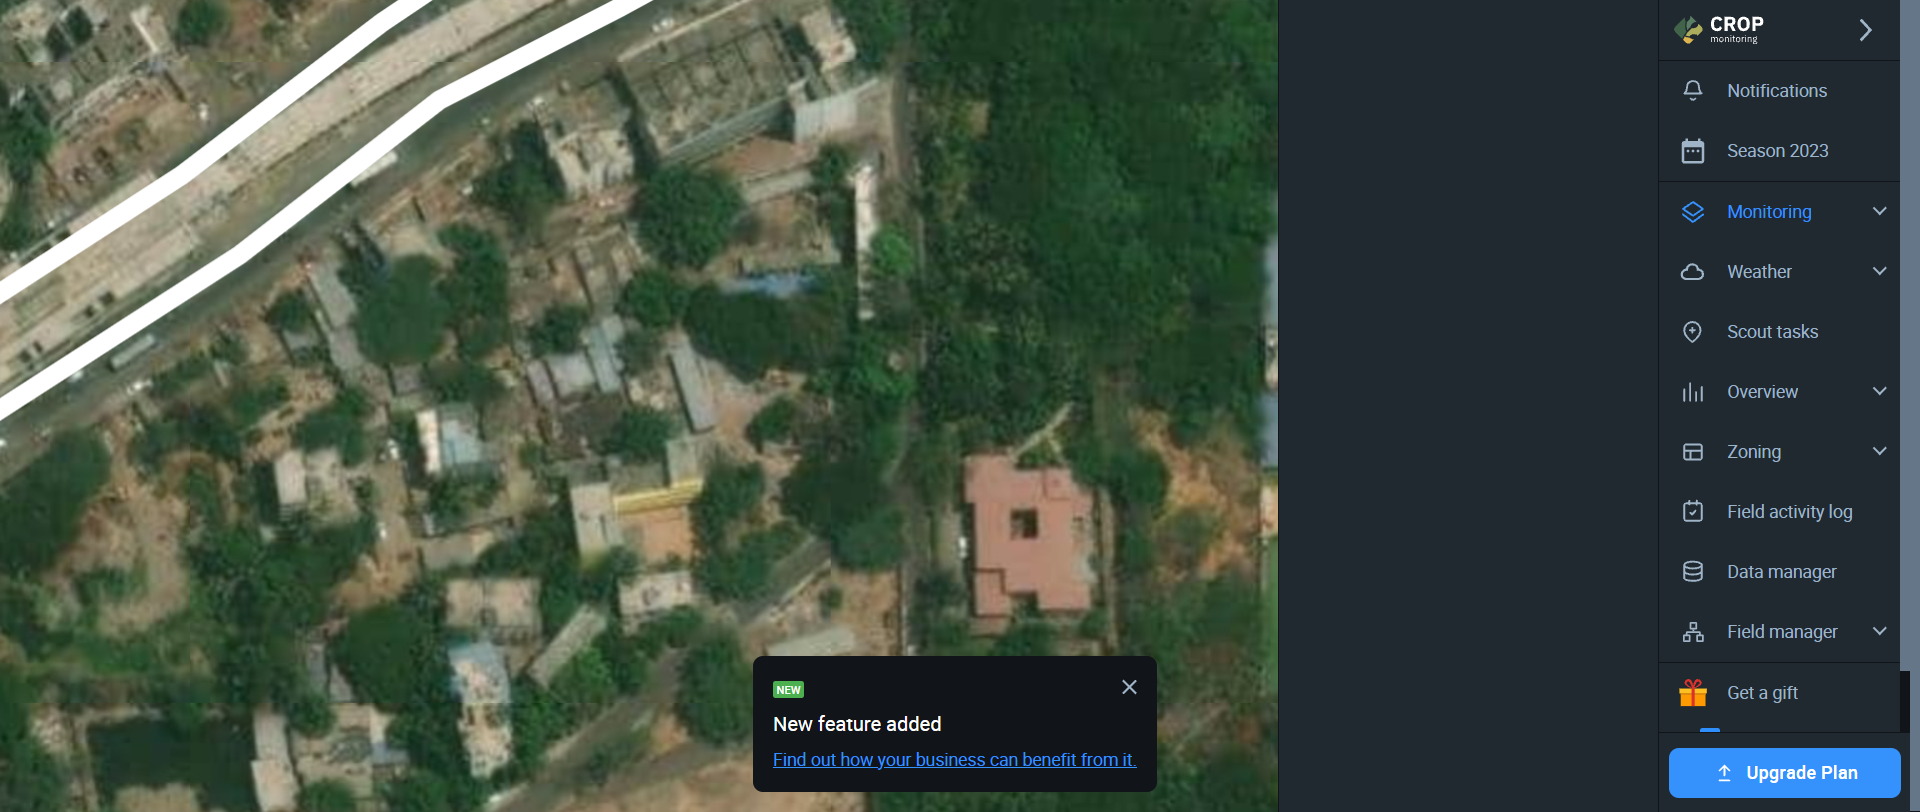 CROP
monitoring
Notifications
Season 2023
Monitoring
Weather
Scout tasks
Overview
Zoning
Field activity log
Data manager
Field manager
Get a gift
Upgrade Plan
NEW
New feature added
Find out how your business can benefit from it.